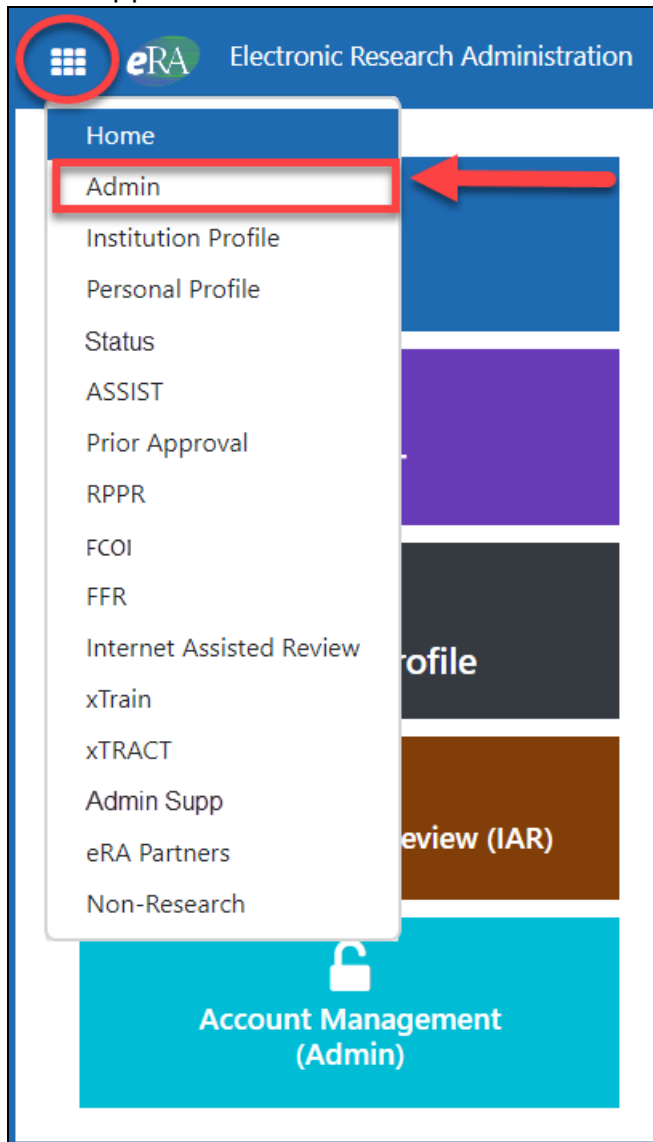 eRA Electronic Research Administration
Home
Admin
Institution Profile
Personal Profile
Status
ASSIST
Prior Approval
RPPR
FCOI
FFR
Internet Assisted Review
rofile
xTrain
xTRACT
Admin Supp
eview (IAR)
eRA Partners
Non-Research
Account Management
(Admin)